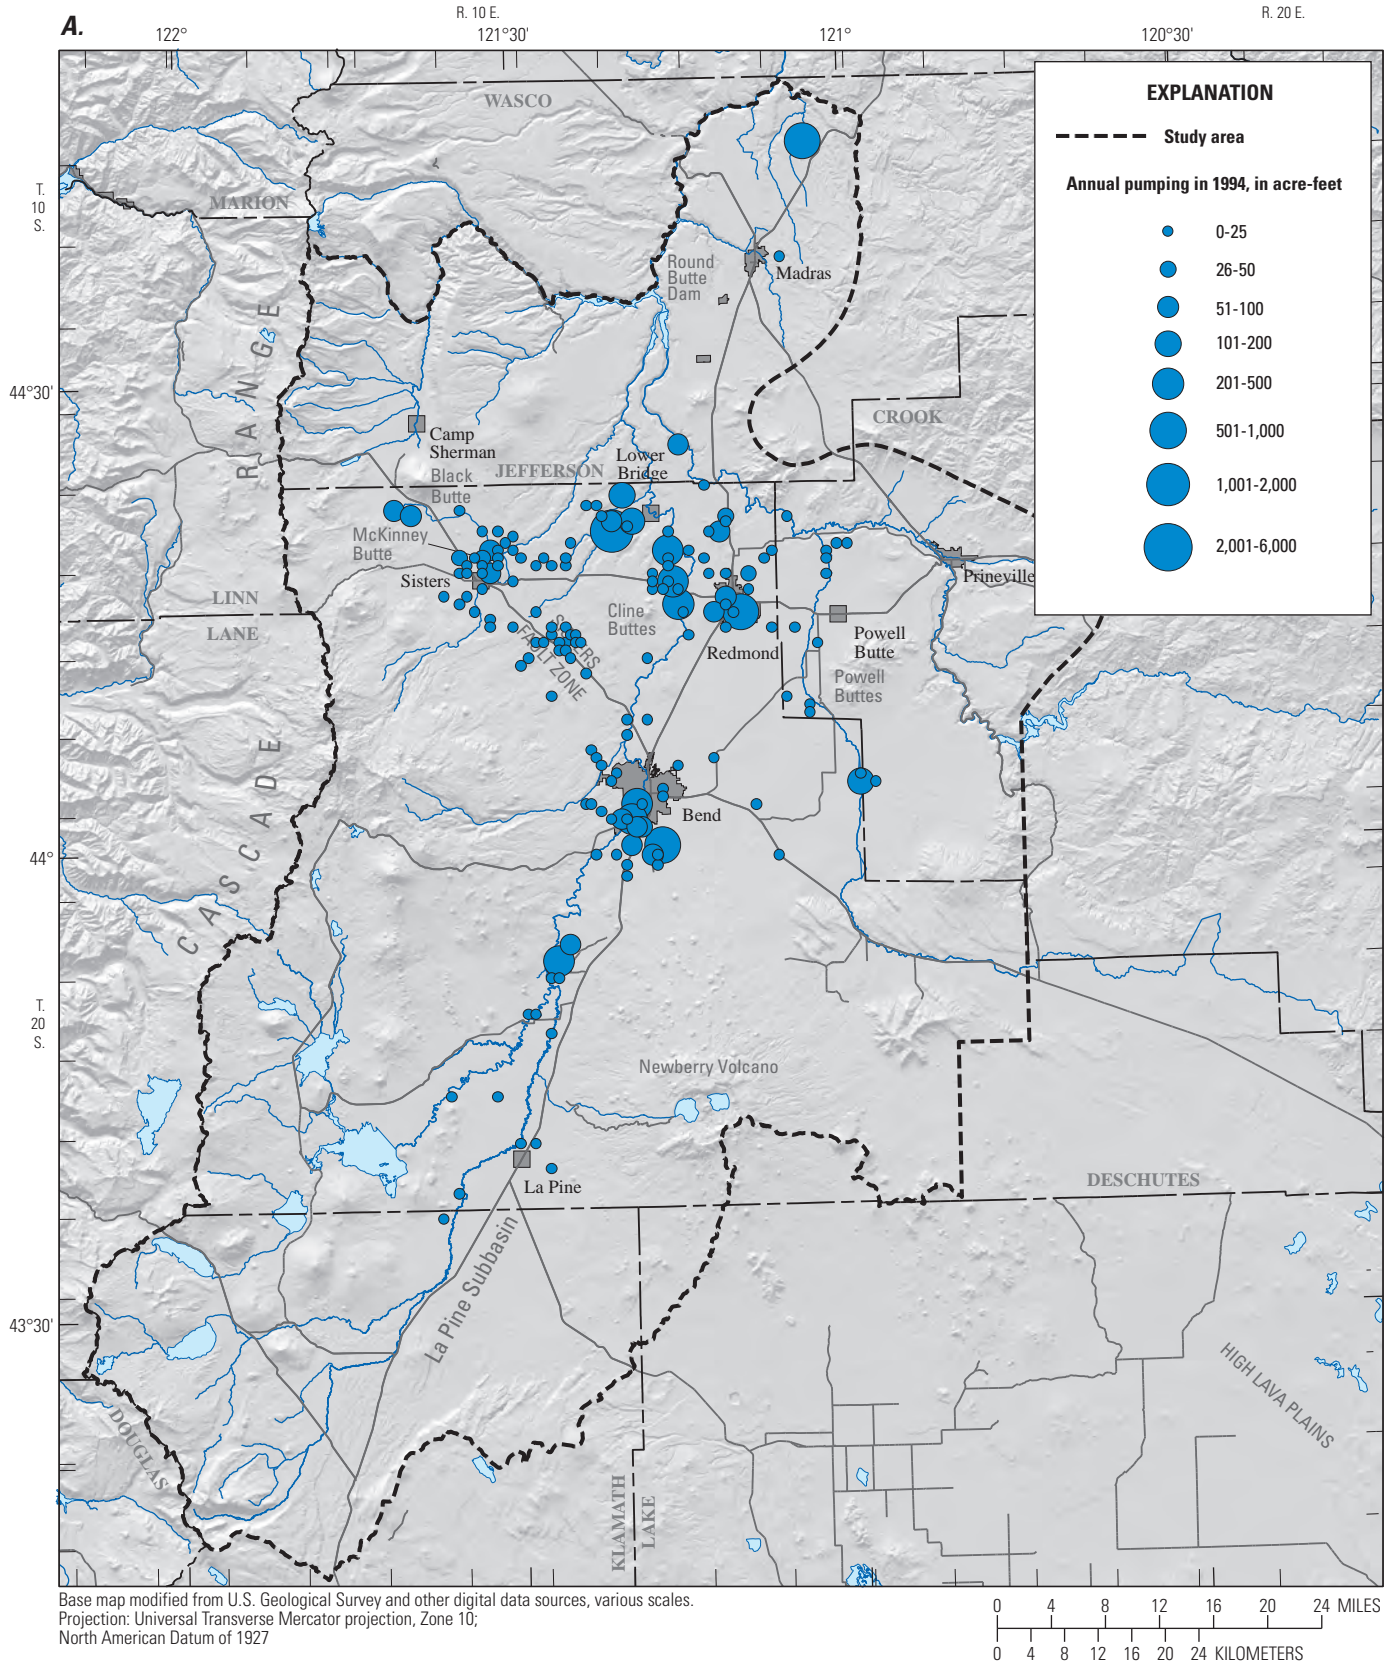 A.
R. 10 E.
R. 20 E.
122°
121°30'
121°
120°30'
EXPLANATION
Study area
Annual pumping in 1994, in acre-feet
0-25
26-50
51-100
101-200
201-500
501-1,000
1,001-2,000
2,001-6,000
WASCO
T.
10
S.
MARION
Round
Butte
Dam
Madras
44°30'
CASCADE RANGE
CROOK
Camp
Sherman
Lower
Bridge
JEFFERSON
Black
Butte
McKinney
Butte
Sisters
Prineville
LINN
LANE
Cline
Buttes
SISTERS
FAULT ZONE
Redmond
Powell
Butte
Powell
Buttes
Bend
44°
T.
20
S.
Newberry Volcano
La Pine
DESCHUTES
La Pine Subbasin
43°30'
HIGH LAVA PLAINS
DOUGLAS
KLAMATH
LAKE
Base map modified from U.S. Geological Survey and other digital data sources, various scales.
Projection: Universal Transverse Mercator projection, Zone 10;
North American Datum of 1927
0 4 8 12 16 20 24 MILES
0 4 8 12 16 20 24 KILOMETERS